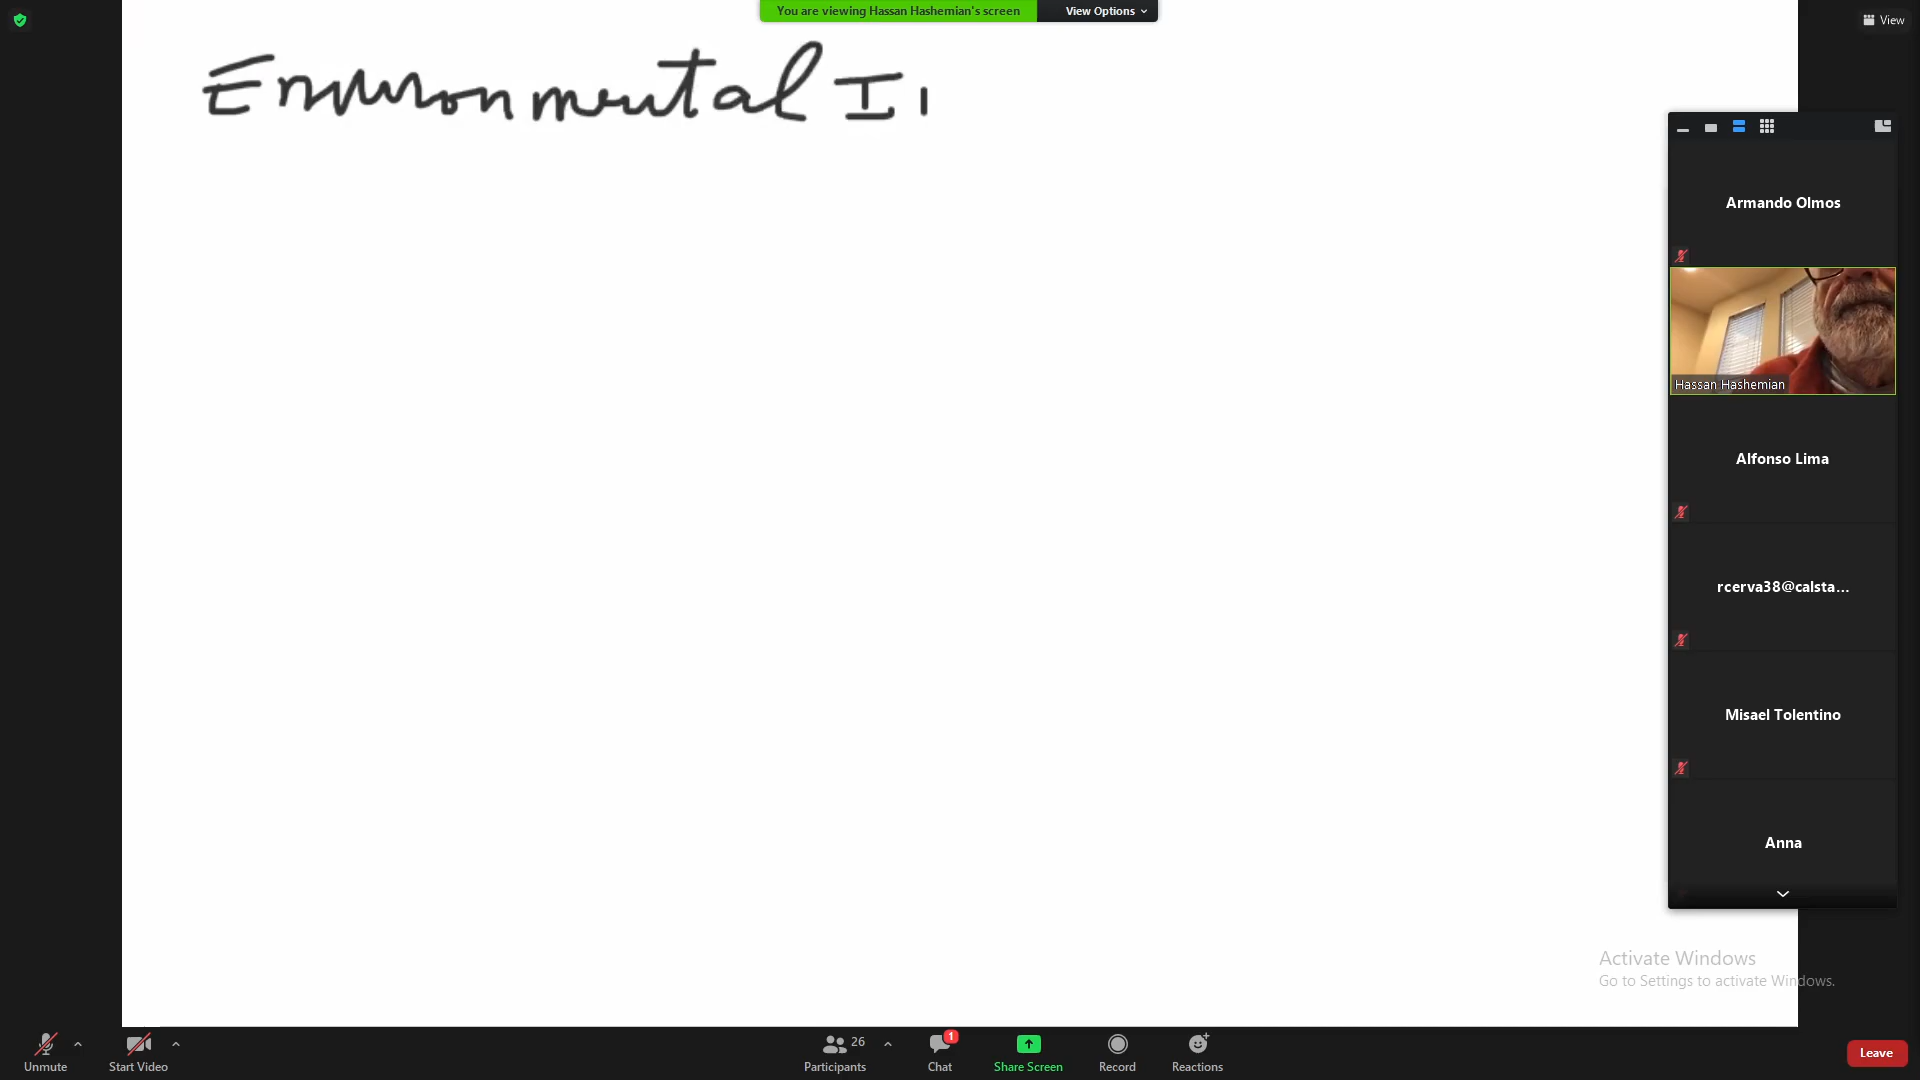 You are viewing Hassan Hashemian's screen View Options
View
Environmental I
Armando Olmos
Hassan Hashemian
Alfonso Lima
rcerva38@calsta...
Misael Tolentino
Anna
Activate Windows
Go to Settings to activate Windows.
Unmute
Start Video
26
Participants
1
Chat
Share Screen
Record
Reactions
Leave